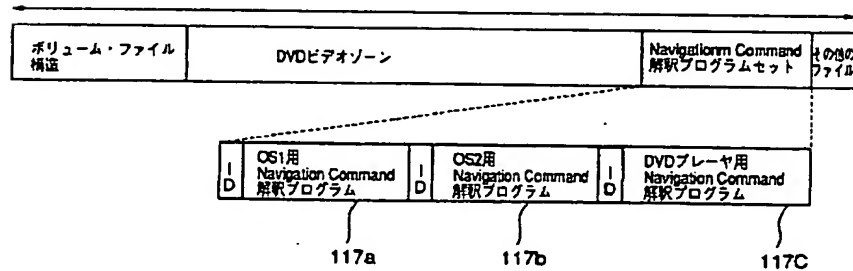 ボリューム・ファイル
構造
DVDビデオゾーン
Navigationm Command
解釈プログラムセット
その他の
ファイル
ID
OS1用
Navigation Command
解釈プログラム
ID
OS2用
Navigation Command
解釈プログラム
ID
DVDプレーヤ用
Navigation Command
解釈プログラム
117a
117b
117C